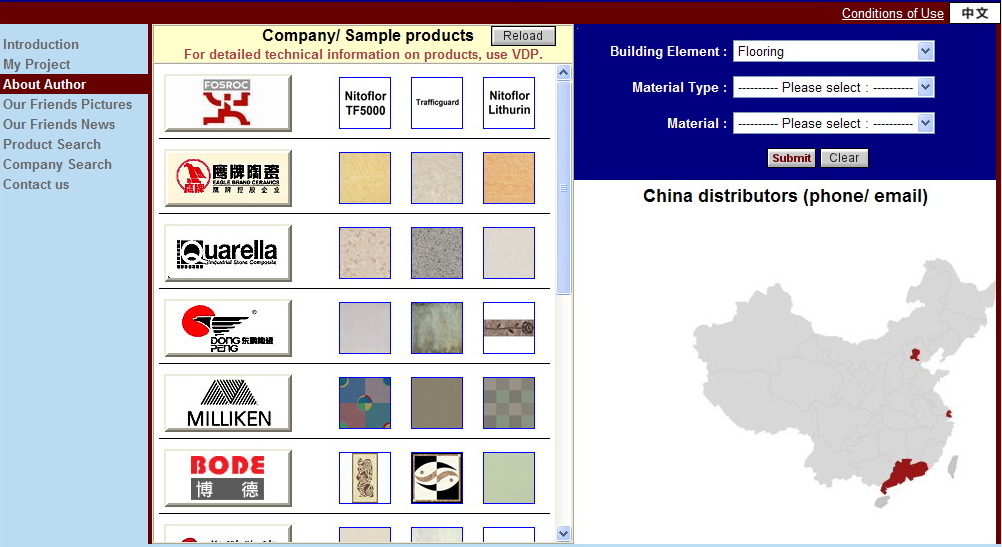 Conditions of Use
中文
Introduction
My Project
About Author
Our Friends Pictures
Our Friends News
Product Search
Company Search
Contact us
Company/ Sample products
Reload
For detailed technical information on products, use VDP.
FOSROC
Nitoflor
TF5000
Trafficguard
Nitoflor
Lithurin
鹰牌陶瓷
EAGLE BRAND CERAMICS
鹰牌控股企业
鹰牌
Quarella
Industrial Stone Composite
®
DONG
PENG
东鹏陶瓷
MILLIKEN
BODE
博 德
Building Element :
Flooring
Material Type :
---------- Please select : ----------
Material :
---------- Please select : ----------
Submit
Clear
China distributors (phone/ email)